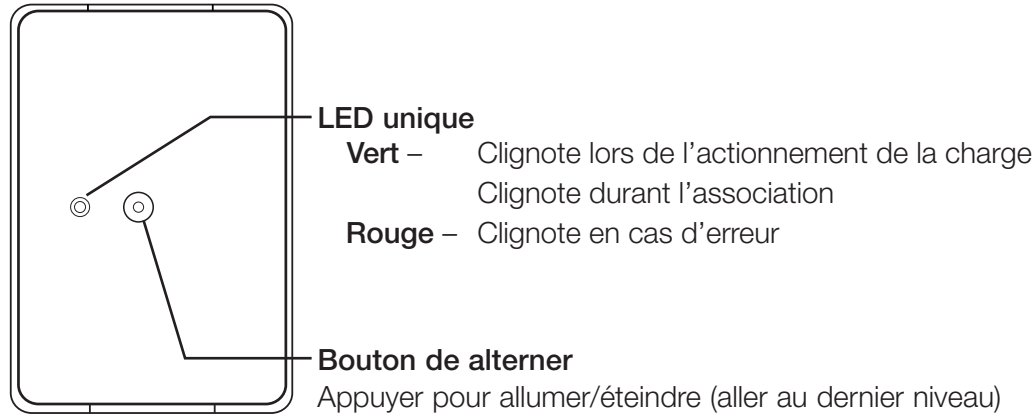 LED unique
Vert – Clignote lors de l'actionnement de la charge
Clignote durant l'association
Rouge – Clignote en cas d'erreur
Bouton de alterner
Appuyer pour allumer/éteindre (aller au dernier niveau)